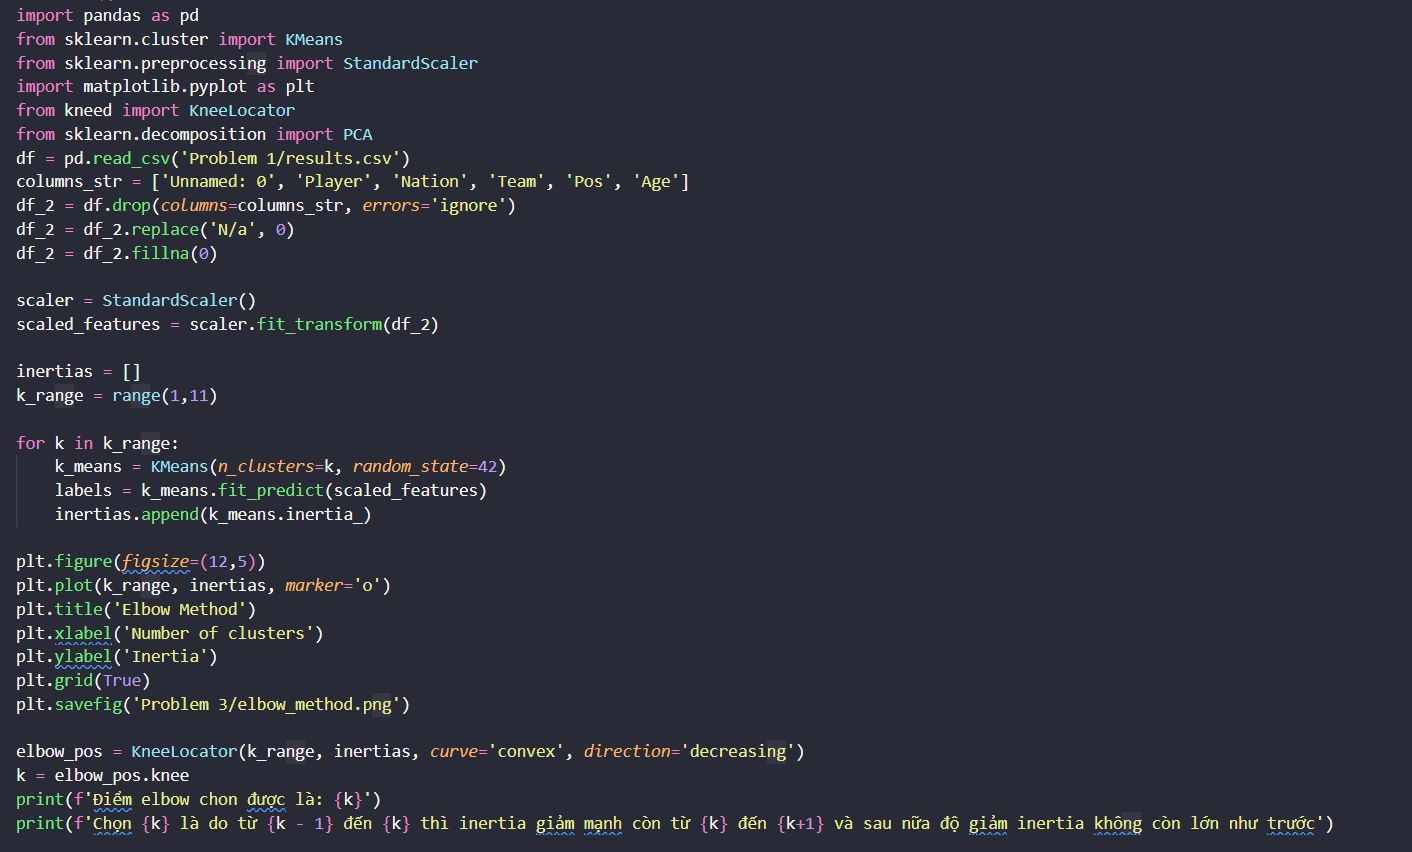 import pandas as pd
from sklearn.cluster import KMeans
from sklearn.preprocessing import StandardScaler
import matplotlib.pyplot as plt
from kneed import KneeLocator
from sklearn.decomposition import PCA
df = pd.read_csv('Problem 1/results.csv')
columns_str = ['Unnamed: 0', 'Player', 'Nation', 'Team', 'Pos', 'Age']
df_2 = df.drop(columns=columns_str, errors='ignore')
df_2 = df_2.replace('N/a', 0)
df_2 = df_2.fillna(0)

scaler = StandardScaler()
scaled_features = scaler.fit_transform(df_2)

inertias = []
k_range = range(1,11)

for k in k_range:
    k_means = KMeans(n_clusters=k, random_state=42)
    labels = k_means.fit_predict(scaled_features)
    inertias.append(k_means.inertia_)

plt.figure(figsize=(12,5))
plt.plot(k_range, inertias, marker='o')
plt.title('Elbow Method')
plt.xlabel('Number of clusters')
plt.ylabel('Inertia')
plt.grid(True)
plt.savefig('Problem 3/elbow_method.png')

elbow_pos = KneeLocator(k_range, inertias, curve='convex', direction='decreasing')
k = elbow_pos.knee
print(f'Điểm elbow chon được là: {k}')
print(f'Chọn {k} là do từ {k - 1} đến {k} thì inertia giảm mạnh còn từ {k} đến {k+1} và sau nữa độ giảm inertia không còn lớn như trước')